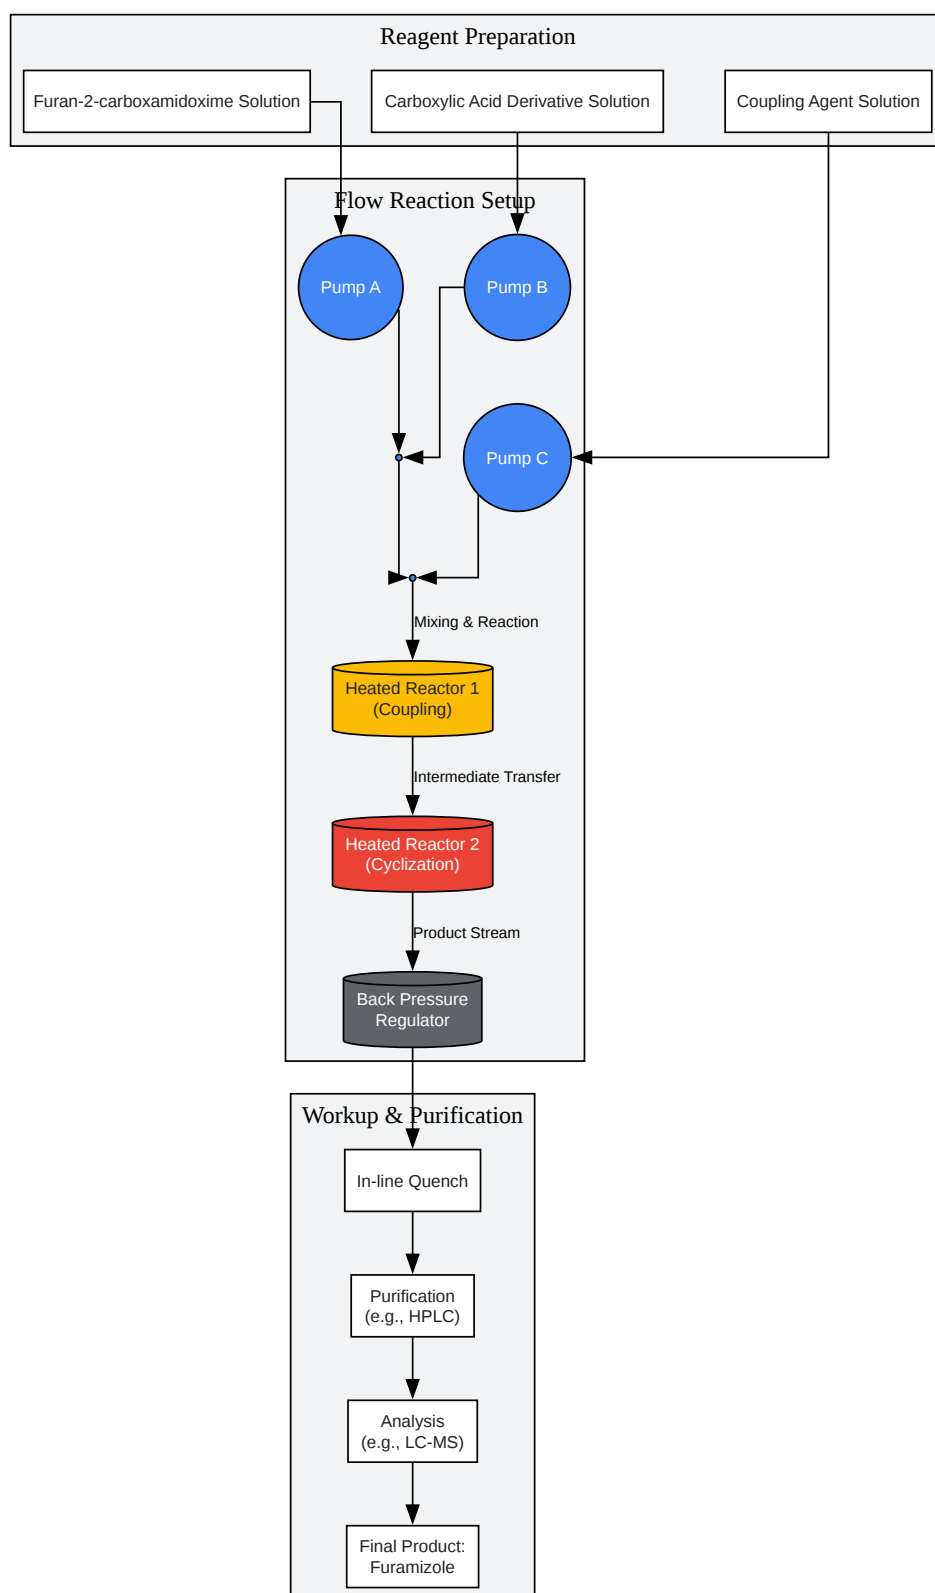 Reagent Preparation
Furan-2-carboxamidoxime Solution
Carboxylic Acid Derivative Solution
Coupling Agent Solution
Flow Reaction Setup
Pump A
Pump B
Pump C
Mixing & Reaction
Heated Reactor 1
(Coupling)
Intermediate Transfer
Heated Reactor 2
(Cyclization)
Product Stream
Back Pressure
Regulator
Workup & Purification
In-line Quench
Purification
(e.g., HPLC)
Analysis
(e.g., LC-MS)
Final Product:
Furamizole